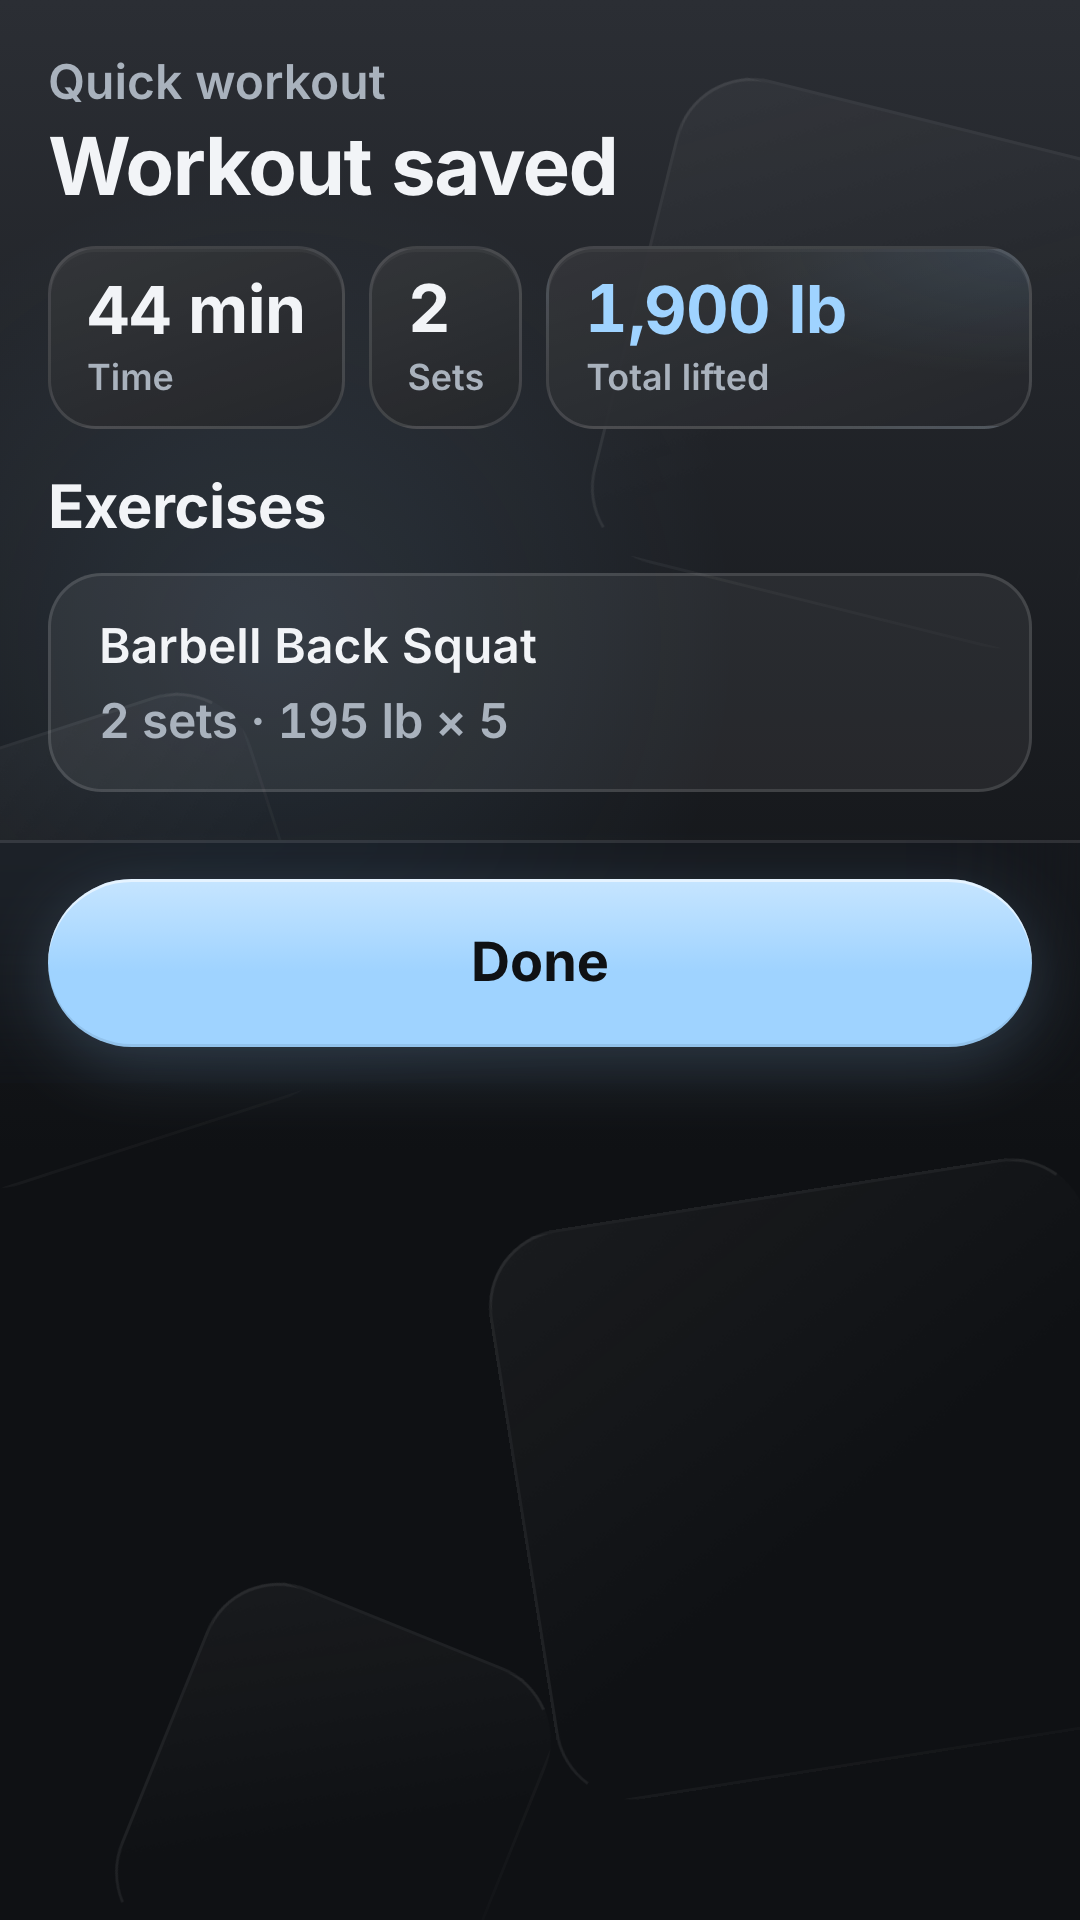 Quick workout
Workout saved
44 min
Time
2
Sets
1,900 lb
Total lifted
Exercises
Barbell Back Squat
2 sets · 195 lb × 5
Done